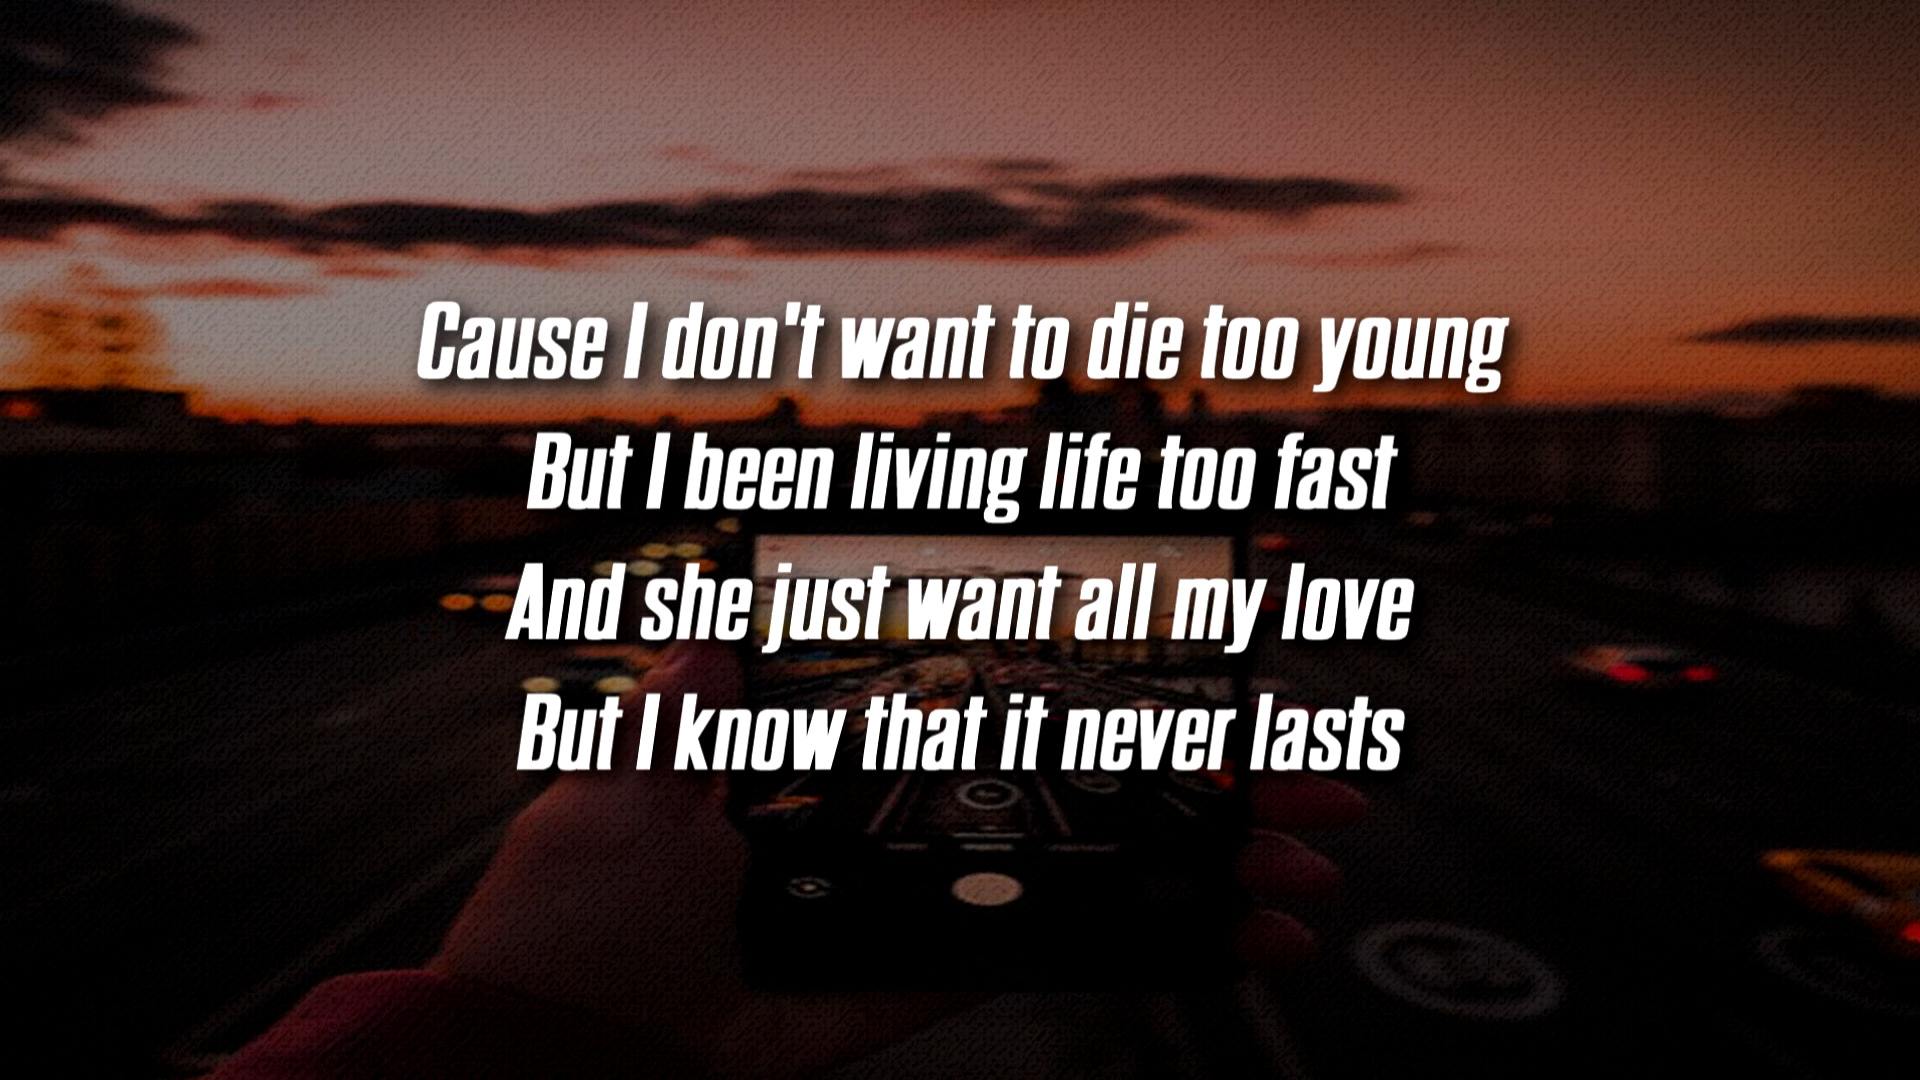 Cause I don't want to die too young
But I been living life too fast
And she just want all my love
But I know that it never lasts